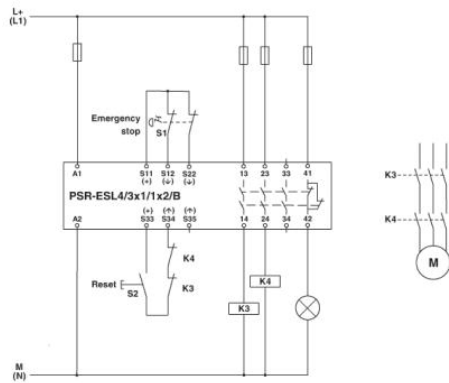 L+
(L1)
Emergency
stop
S1
A1
S11
(+)
S12
(↓)
S22
(↓)
13
23
33
41
PSR-ESL4/3x1/1x2/B
A2
(+)
S33
(↑)
S34
(↑)
S35
14
24
34
42
K4
Reset
S2
K3
K3
K4
M
(N)
K3
K4
M